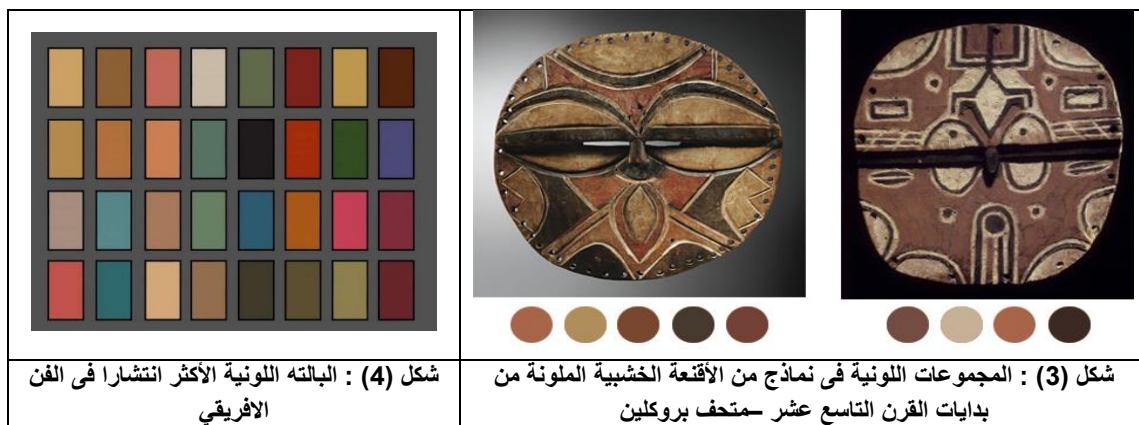 شكل (3) : المجموعات اللونية فى نماذج من الأقنعة الخشبية الملونة من
بدايات القرن التاسع عشر –متحف بروكلين
شكل (4) : البالته اللونية الأكثر انتشارا فى الفن
الافريقي